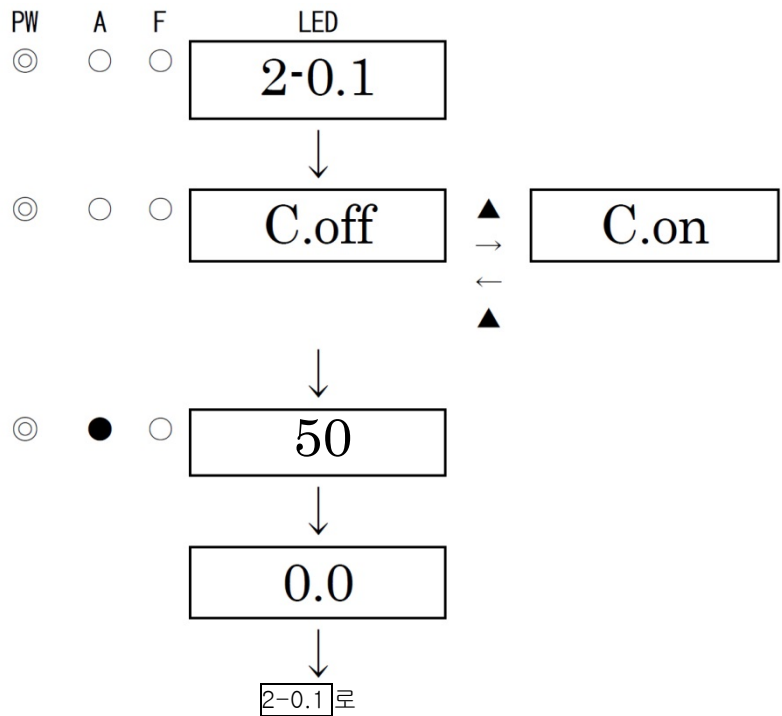 PW A F LED
◎ ○ ○ 2-0.1
↓
◎ ○ ○ C.off ▲ C.on
→
←
▲
↓
◎ ● ○ 50
↓
0.0
↓
2-0.1 로